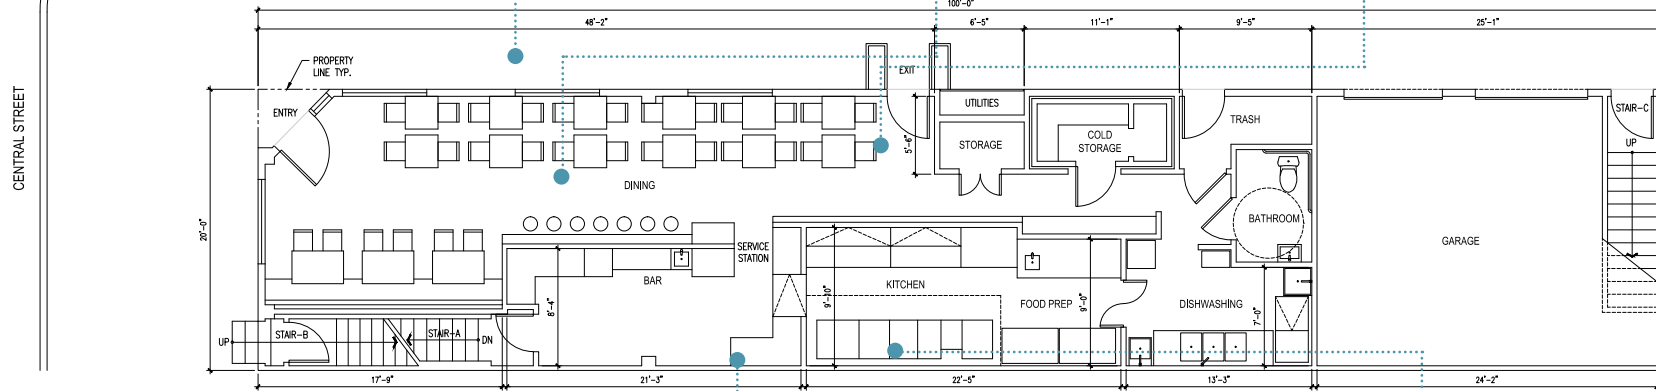 100'-0"
48'-2"
6'-5"
11'-1"
9'-5"
25'-1"
PROPERTY
LINE TYP.
EXIT
ENTRY
UTILITIES
TRASH
STAIR-C
UP
COLD
STORAGE
STORAGE
5'-6"
CENTRAL STREET
DINING
20'-0"
BATHROOM
SERVICE
STATION
GARAGE
BAR
KITCHEN
FOOD PREP
DISHWASHING
8'-4"
9'-10"
9'-0"
7'-0"
UP
STAIR-B
STAIR-A
DN
17'-9"
21'-3"
22'-5"
13'-3"
24'-2"